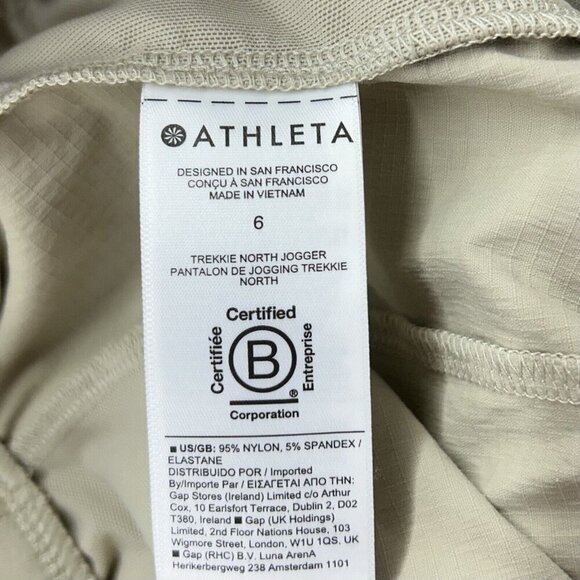 ATHLETA
DESIGNED IN SAN FRANCISCO
CONÇU À SAN FRANCISCO
MADE IN VIETNAM
6
TREKKIE NORTH JOGGER
PANTALON DE JOGGING TREKKIE
NORTH
Certified
Certifiée
B
Entreprise
®
Corporation
■ US/GB: 95% NYLON, 5% SPANDEX /
ELASTANE
DISTRIBUIDO POR / Imported
By/Importe Par / ΕΙΣΑΓΕΤΑΙ ΑΠΟ ΤΗΝ:
Gap Stores (Ireland) Limited c/o Arthur
Cox, 10 Earlsfort Terrace, Dublin 2, D02
T380, Ireland ■ Gap (UK Holdings)
Limited, 2nd Floor Nations House, 103
Wigmore Street, London, W1U 1QS, UK
■ Gap (RHC) B.V. Luna ArenA
Herikerbergweg 238 Amsterdam 1101